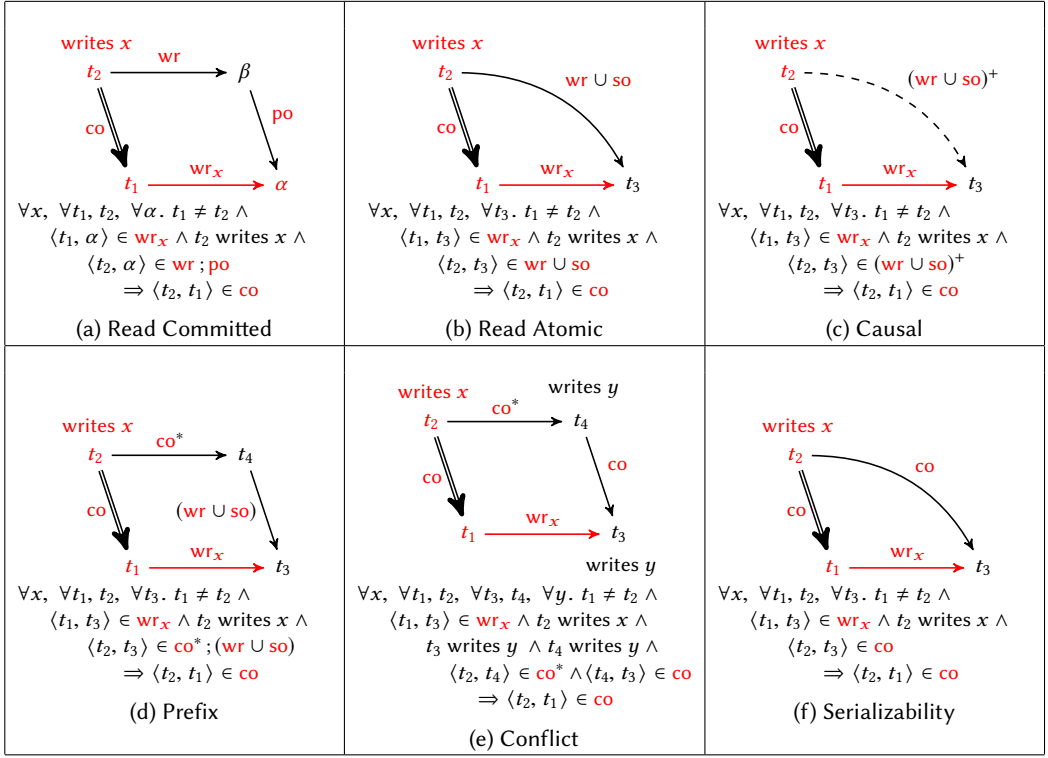 writes x
t₂
wr
β
co
po
t₁
wrₓ
α
∀x, ∀t₁, t₂, ∀α. t₁ ≠ t₂ ∧
⟨t₁, α⟩ ∈ wrₓ ∧ t₂ writes x ∧
⟨t₂, α⟩ ∈ wr ; po
⇒ ⟨t₂, t₁⟩ ∈ co
(a) Read Committed
writes x
t₂
wr ∪ so
co
t₁
wrₓ
t₃
∀x, ∀t₁, t₂, ∀t₃. t₁ ≠ t₂ ∧
⟨t₁, t₃⟩ ∈ wrₓ ∧ t₂ writes x ∧
⟨t₂, t₃⟩ ∈ wr ∪ so
⇒ ⟨t₂, t₁⟩ ∈ co
(b) Read Atomic
writes x
t₂
(wr ∪ so)⁺
co
t₁
wrₓ
t₃
∀x, ∀t₁, t₂, ∀t₃. t₁ ≠ t₂ ∧
⟨t₁, t₃⟩ ∈ wrₓ ∧ t₂ writes x ∧
⟨t₂, t₃⟩ ∈ (wr ∪ so)⁺
⇒ ⟨t₂, t₁⟩ ∈ co
(c) Causal
writes x
t₂
co*
t₄
co
(wr ∪ so)
t₁
wrₓ
t₃
∀x, ∀t₁, t₂, ∀t₃. t₁ ≠ t₂ ∧
⟨t₁, t₃⟩ ∈ wrₓ ∧ t₂ writes x ∧
⟨t₂, t₃⟩ ∈ co* ; (wr ∪ so)
⇒ ⟨t₂, t₁⟩ ∈ co
(d) Prefix
writes x
writes y
t₂
co*
t₄
co
co
t₁
wrₓ
t₃
writes y
∀x, ∀t₁, t₂, ∀t₃, t₄, ∀y. t₁ ≠ t₂ ∧
⟨t₁, t₃⟩ ∈ wrₓ ∧ t₂ writes x ∧
t₃ writes y ∧ t₄ writes y ∧
⟨t₂, t₄⟩ ∈ co* ∧ ⟨t₄, t₃⟩ ∈ co
⇒ ⟨t₂, t₁⟩ ∈ co
(e) Conflict
writes x
t₂
co
co
t₁
wrₓ
t₃
∀x, ∀t₁, t₂, ∀t₃. t₁ ≠ t₂ ∧
⟨t₁, t₃⟩ ∈ wrₓ ∧ t₂ writes x ∧
⟨t₂, t₃⟩ ∈ co
⇒ ⟨t₂, t₁⟩ ∈ co
(f) Serializability